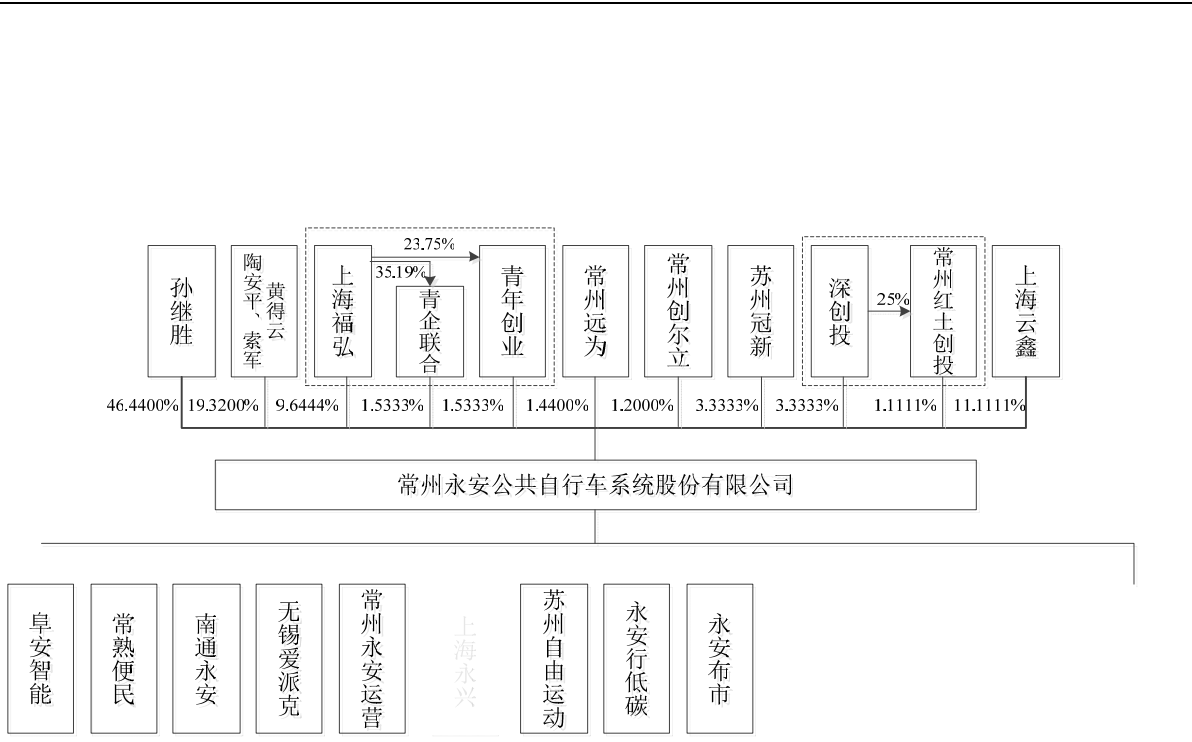 23.75%
35.19%
25%
孙继胜
陶安平、索军
黄得云
上海福弘
青企联合
青年创业
常州远为
常州创尔立
苏州冠新
深创投
常州红土创投
上海云鑫
46.4400%
19.3200%
9.6444%
1.5333%
1.5333%
1.4400%
1.2000%
3.3333%
3.3333%
1.1111%
11.1111%
常州永安公共自行车系统股份有限公司
阜安智能
常熟便民
南通永安
无锡爱派克
常州永安运营
上海永兴
苏州自由运动
永安行低碳
永安布市